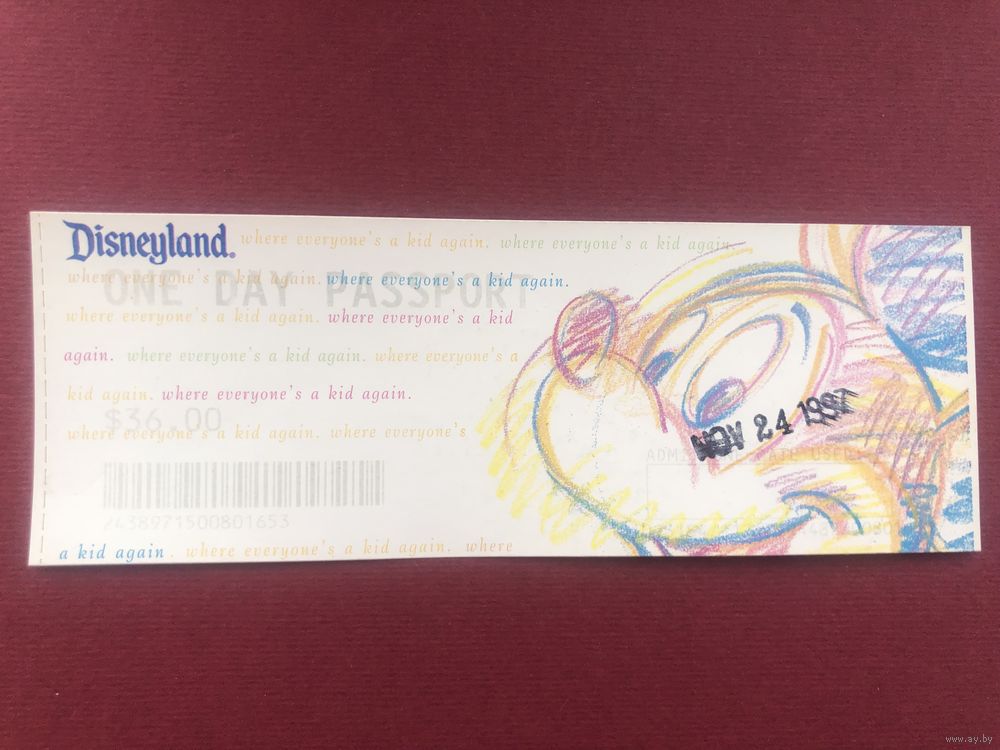 Disneyland. where everyone's a kid again. where everyone's a kid again.
where everyone's a kid again. where everyone's a kid again.
ONE DAY PASSPORT
where everyone's a kid again. where everyone's a kid
again. where everyone's a kid again. where everyone's a
kid again. where everyone's a kid again.
$36.00
where everyone's a kid again. where everyone's
NOV 24 1997
2438971500801653
a kid again. where everyone's a kid again. where
www.ay.by